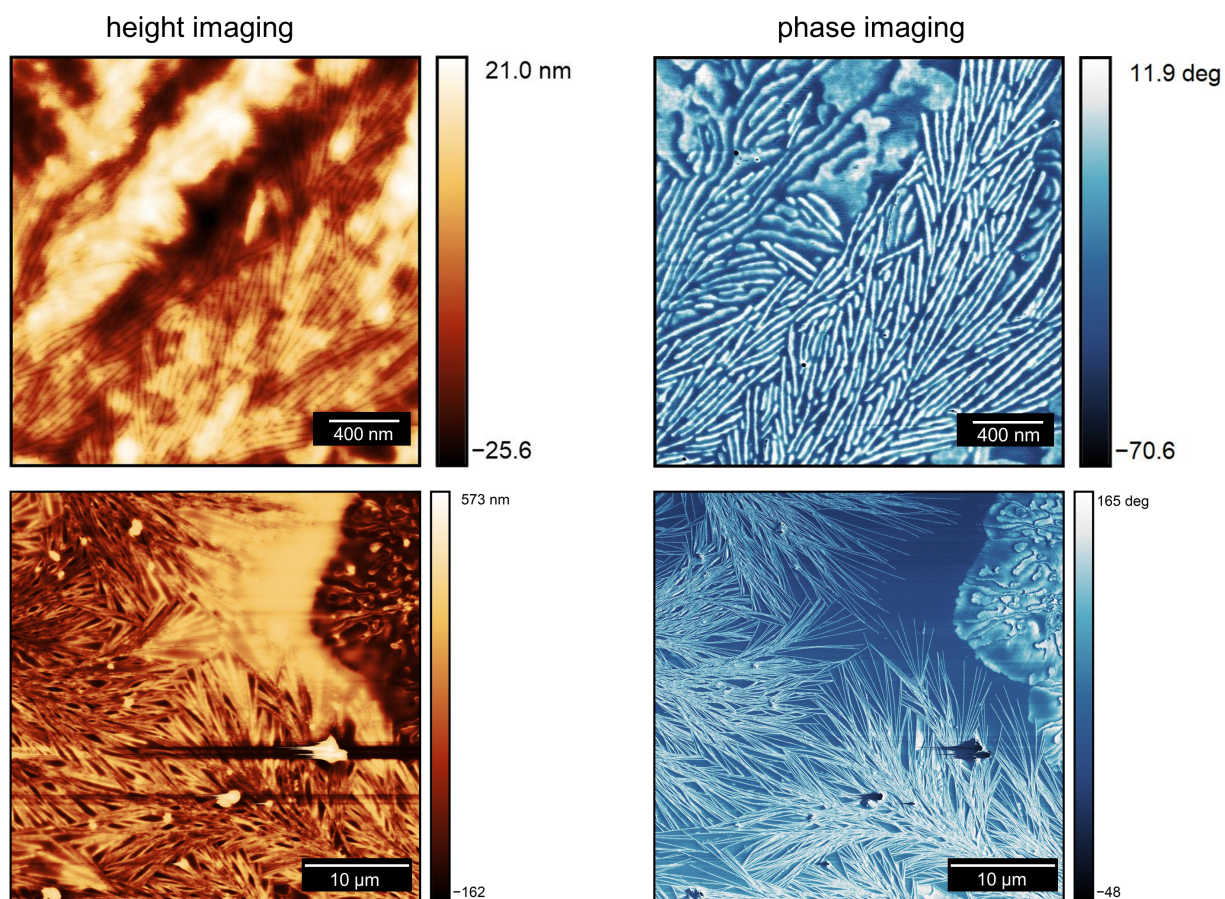 height imaging
phase imaging
21.0 nm
400 nm
−25.6
11.9 deg
400 nm
−70.6
573 nm
10 µm
−162
165 deg
10 µm
−48